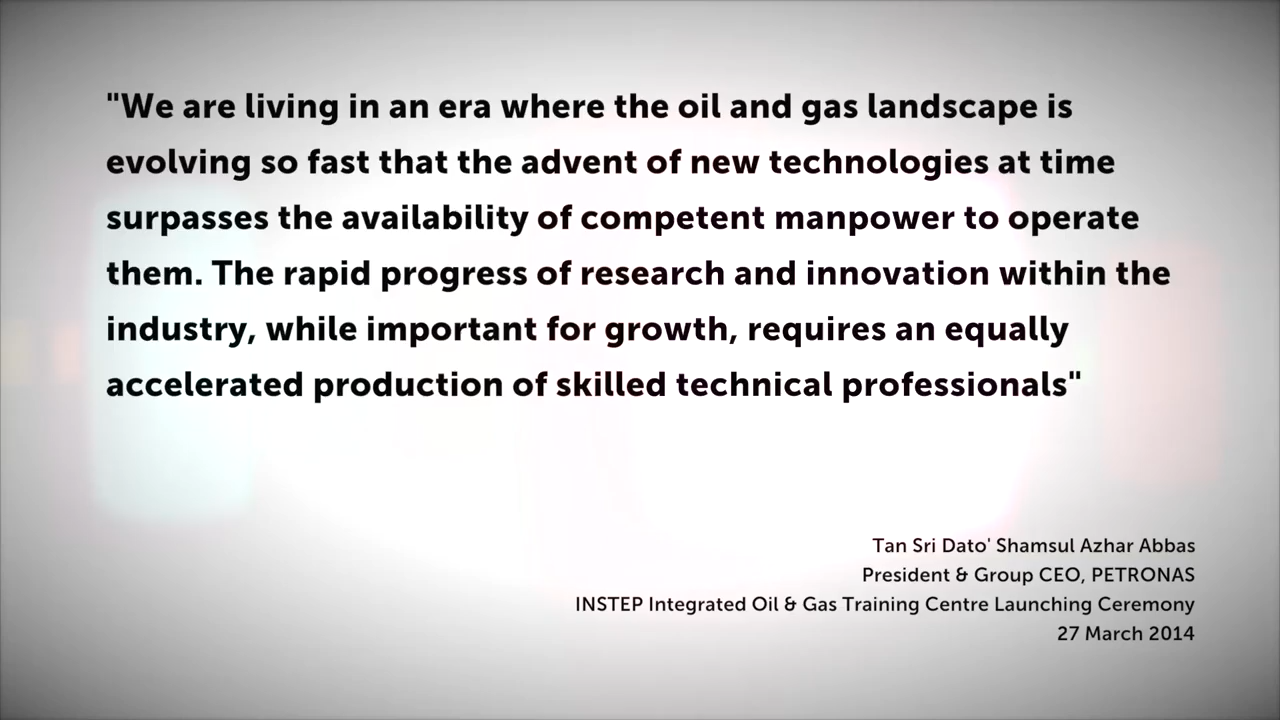 "We are living in an era where the oil and gas landscape is
evolving so fast that the advent of new technologies at time
surpasses the availability of competent manpower to operate
them. The rapid progress of research and innovation within the
industry, while important for growth, requires an equally
accelerated production of skilled technical professionals"
Tan Sri Dato' Shamsul Azhar Abbas
President & Group CEO, PETRONAS
INSTEP Integrated Oil & Gas Training Centre Launching Ceremony
27 March 2014